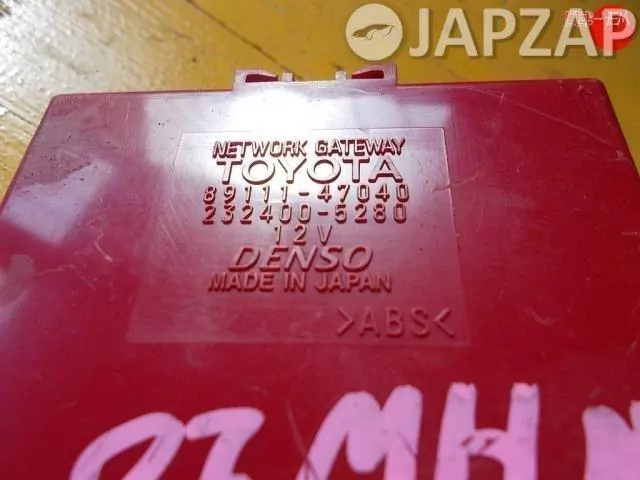 JAPZAP
NETWORK GATEWAY
TOYOTA
89111-47040
232400-5280
12V
DENSO
MADE IN JAPAN
>ABS<